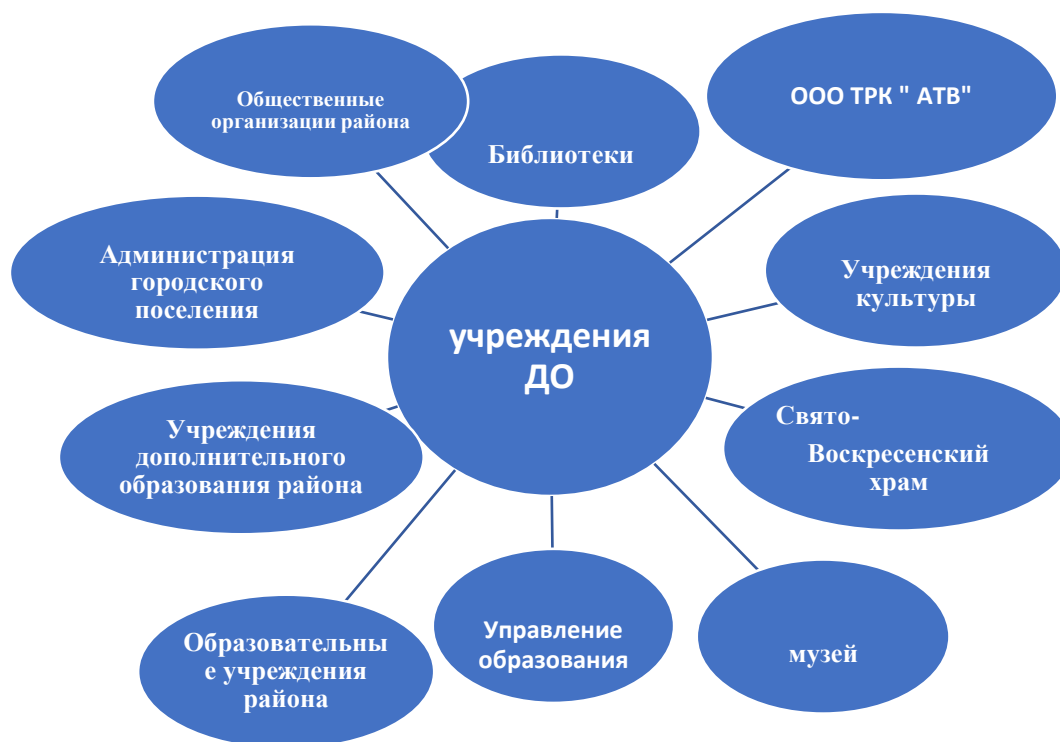 Общественные
организации района
Библиотеки
ООО ТРК " АТВ"
Администрация
городского
поселения
Учреждения
культуры
учреждения
ДО
Учреждения
дополнительного
образования района
Свято-
Воскресенский
храм
Образовательны
е учреждения
района
Управление
образования
музей